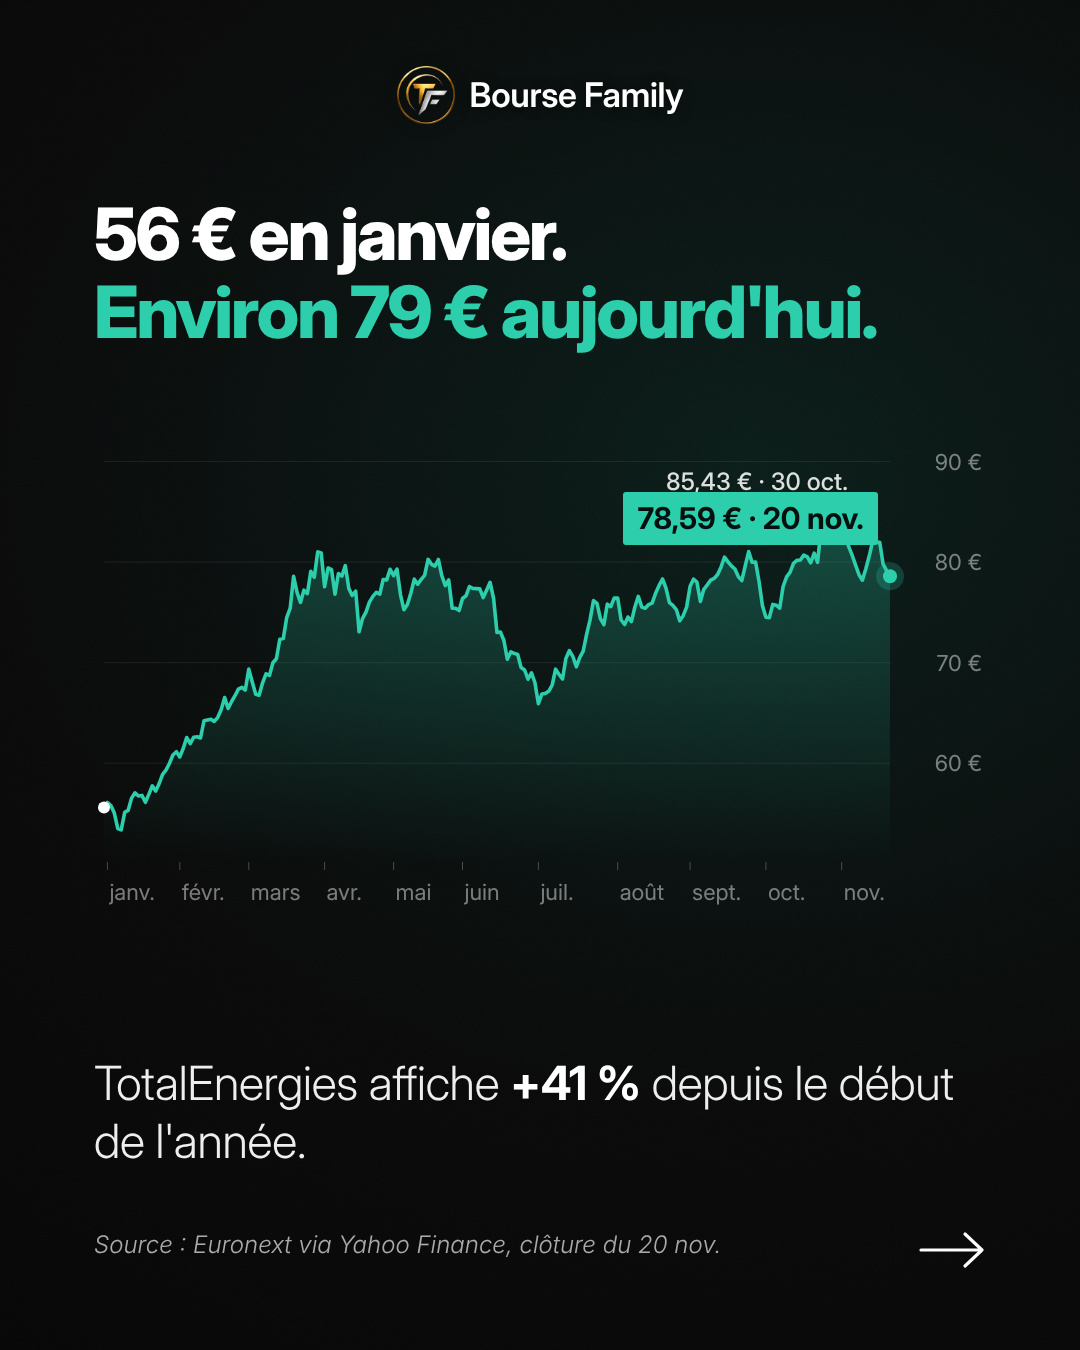 TF Bourse Family
56 € en janvier.
Environ 79 € aujourd'hui.
90 €
85,43 € · 30 oct.
78,59 € · 20 nov.
80 €
70 €
60 €
janv. févr. mars avr. mai juin juil. août sept. oct. nov.
TotalEnergies affiche +41 % depuis le début
de l'année.
Source : Euronext via Yahoo Finance, clôture du 20 nov.